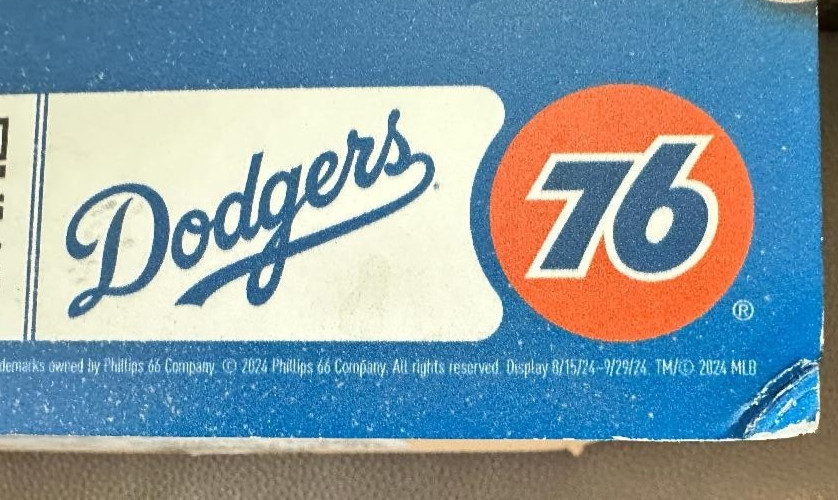 Dodgers
76
®
demarks owned by Phillips 66 Company. © 2024 Phillips 66 Company. All rights reserved. Display 8/15/24-9/29/24. TM/© 2024 MLB